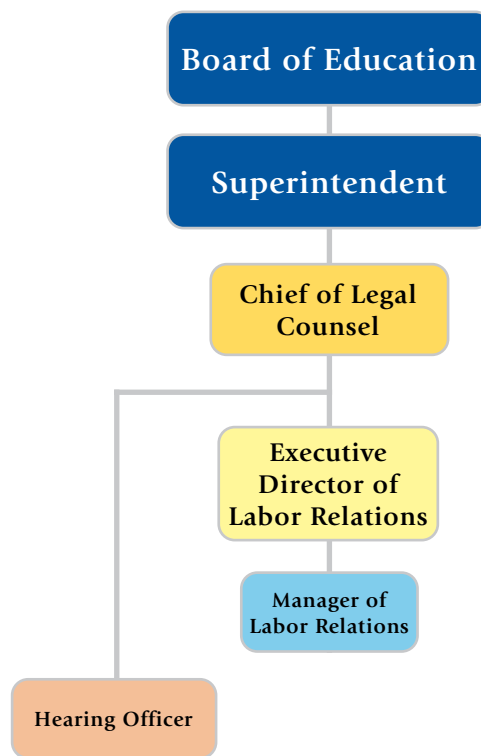 Board of Education
Superintendent
Chief of Legal
Counsel
Executive
Director of
Labor Relations
Manager of
Labor Relations
Hearing Officer